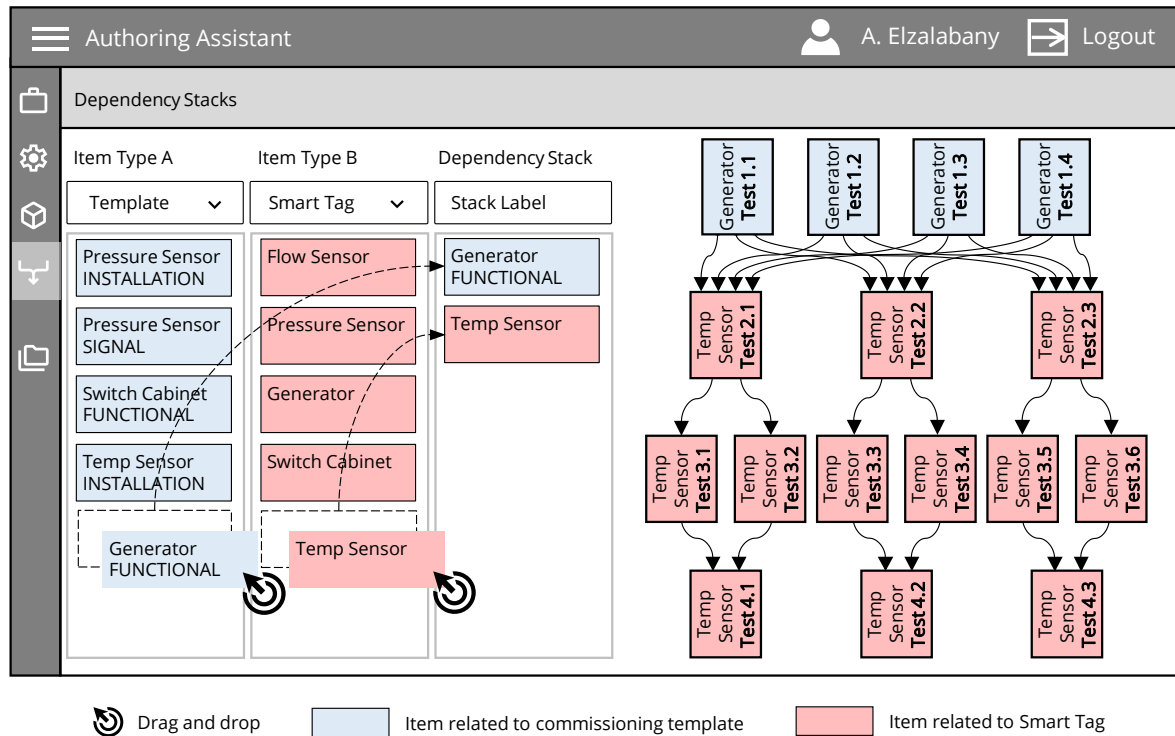 Authoring Assistant
A. Elzalabany
Logout
Dependency Stacks
Item Type A
Item Type B
Dependency Stack
Template
Smart Tag
Stack Label
Pressure Sensor
INSTALLATION
Pressure Sensor
SIGNAL
Switch Cabinet
FUNCTIONAL
Temp Sensor
INSTALLATION
Generator
FUNCTIONAL
Flow Sensor
Pressure Sensor
Generator
Switch Cabinet
Temp Sensor
Generator
FUNCTIONAL
Temp Sensor
Generator
Test 1.1
Generator
Test 1.2
Generator
Test 1.3
Generator
Test 1.4
Temp
Sensor
Test 2.1
Temp
Sensor
Test 2.2
Temp
Sensor
Test 2.3
Temp
Sensor
Test 3.1
Temp
Sensor
Test 3.2
Temp
Sensor
Test 3.3
Temp
Sensor
Test 3.4
Temp
Sensor
Test 3.5
Temp
Sensor
Test 3.6
Temp
Sensor
Test 4.1
Temp
Sensor
Test 4.2
Temp
Sensor
Test 4.3
Drag and drop
Item related to commissioning template
Item related to Smart Tag